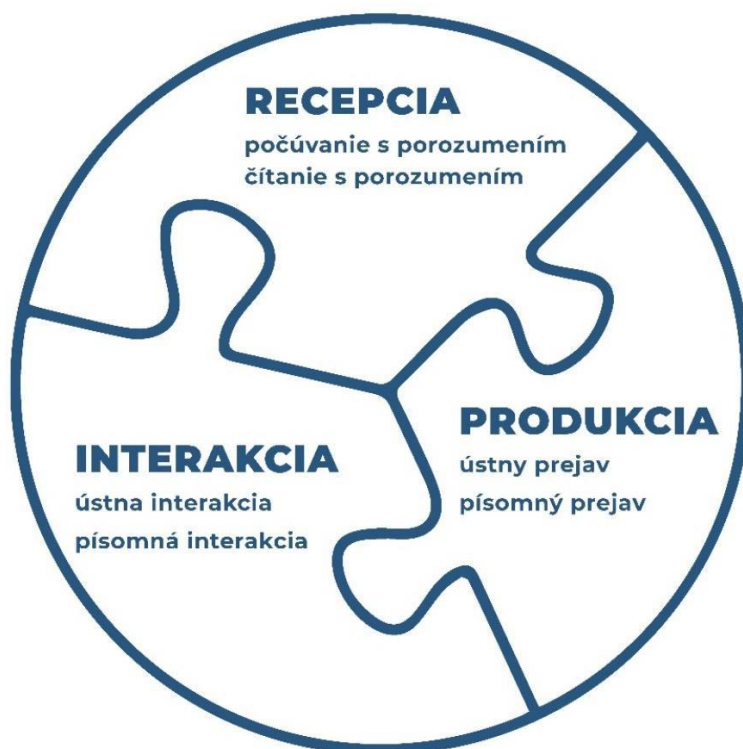 RECEPCIA
počúvanie s porozumením
čítanie s porozumením
INTERAKCIA
ústna interakcia
písomná interakcia
PRODUKCIA
ústny prejav
písomný prejav